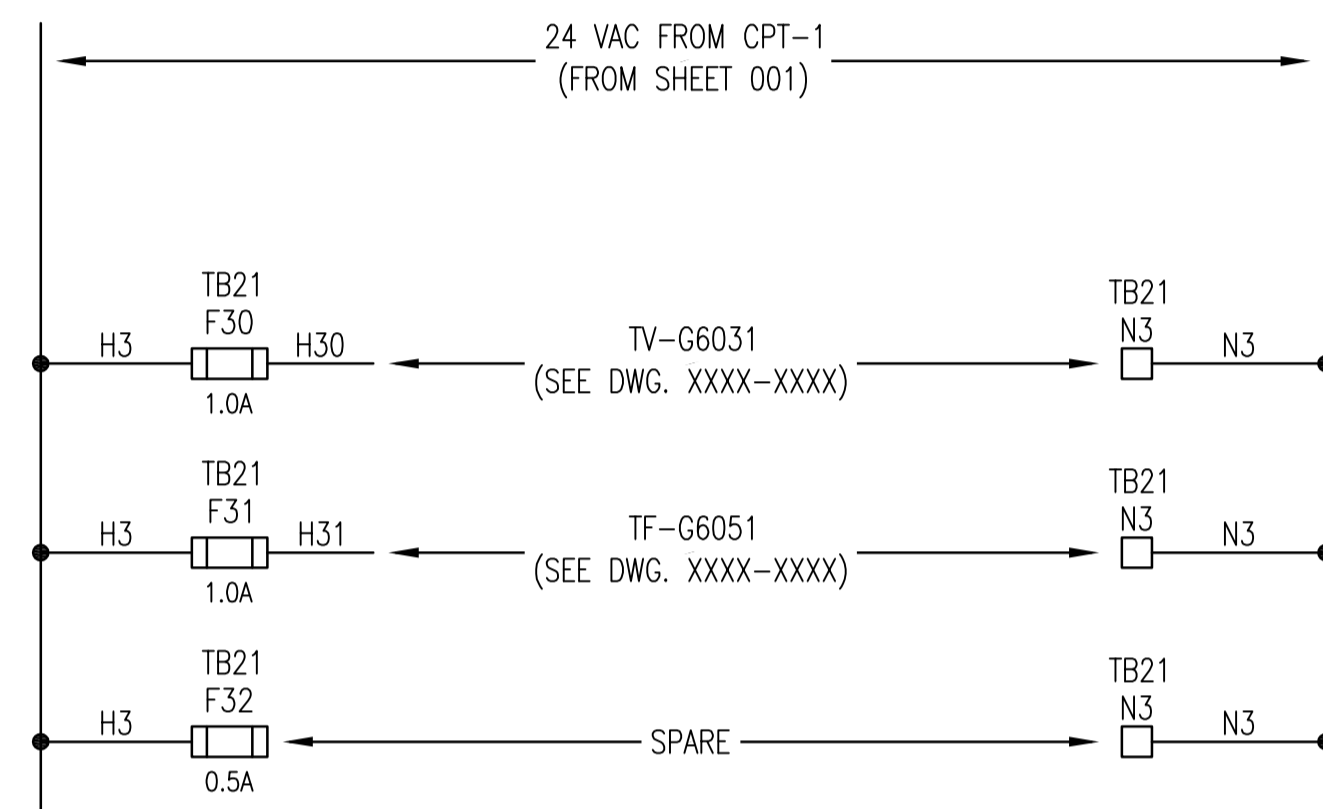 24 VAC FROM CPT-1
(FROM SHEET 001)
TB21
F30
H3
H30
1.0A
TV-G6031
(SEE DWG. XXXX-XXXX)
TB21
N3
N3
TB21
F31
H3
H31
1.0A
TF-G6051
(SEE DWG. XXXX-XXXX)
TB21
N3
N3
TB21
F32
H3
0.5A
SPARE
TB21
N3
N3